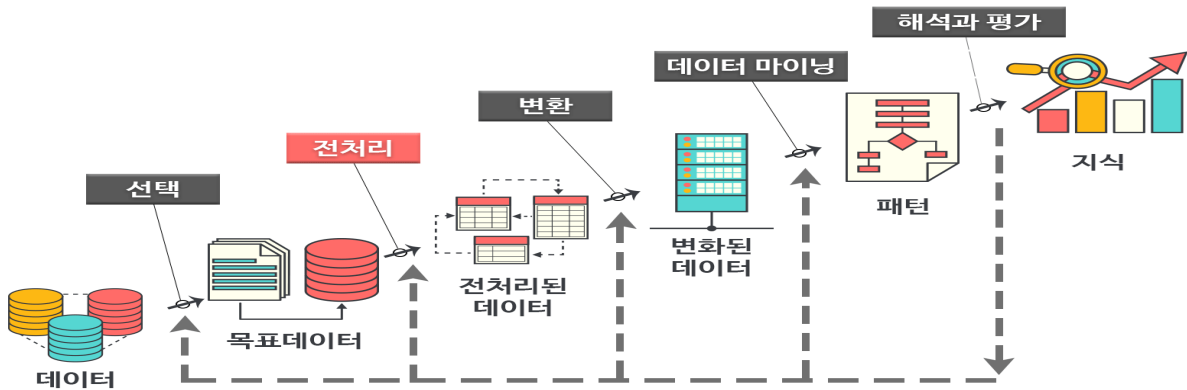 해석과 평가
데이터 마이닝
변환
전처리
선택
지식
패턴
변화된
데이터
전처리된
데이터
목표데이터
데이터